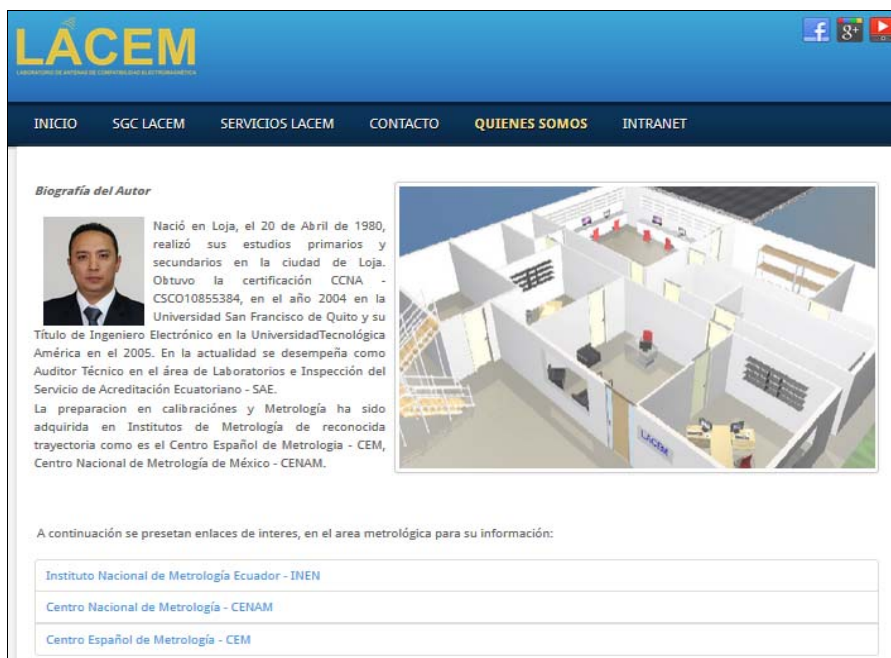 LACEM
LABORATORIO DE ANTENAS DE COMPATIBILIDAD ELECTROMAGNÉTICA
INICIO SGC LACEM SERVICIOS LACEM CONTACTO QUIENES SOMOS INTRANET
Biografía del Autor
Nació en Loja, el 20 de Abril de 1980,
realizó sus estudios primarios y
secundarios en la ciudad de Loja.
Obtuvo la certificación CCNA -
CSCO10855384, en el año 2004 en la
Universidad San Francisco de Quito y su
Título de Ingeniero Electrónico en la UniversidadTecnológica
América en el 2005. En la actualidad se desempeña como
Auditor Técnico en el área de Laboratorios e Inspección del
Servicio de Acreditación Ecuatoriano - SAE.
La preparacion en calibraciónes y Metrología ha sido
adquirida en Institutos de Metrología de reconocida
trayectoria como es el Centro Español de Metrologia - CEM,
Centro Nacional de Metrología de México - CENAM.
LACEM
A continuación se presetan enlaces de interes, en el area metrológica para su información:
Instituto Nacional de Metrología Ecuador - INEN
Centro Nacional de Metrología - CENAM
Centro Español de Metrología - CEM